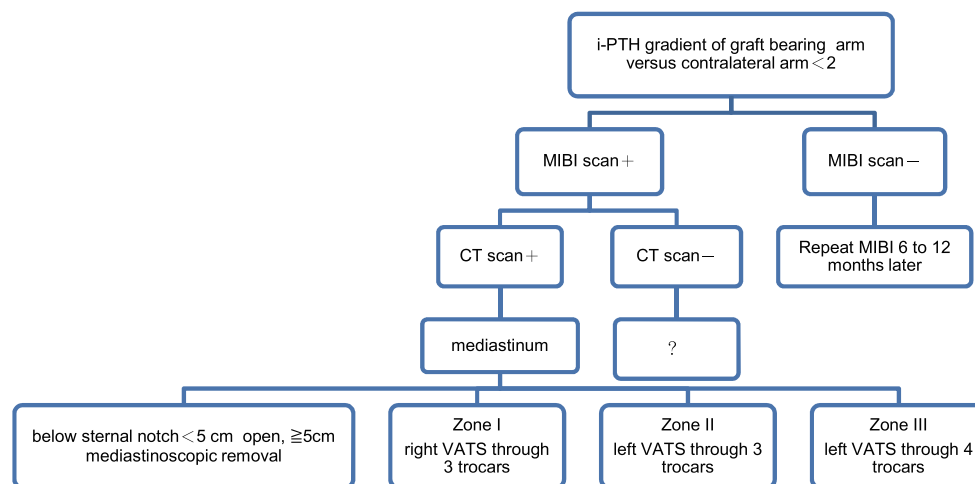 i-PTH gradient of graft bearing arm
versus contralateral arm<2
MIBI scan+
MIBI scan−
CT scan+
CT scan−
Repeat MIBI 6 to 12
months later
mediastinum
?
below sternal notch<5 cm open, ≧5cm
mediastinoscopic removal
Zone I
right VATS through
3 trocars
Zone II
left VATS through 3
trocars
Zone III
left VATS through 4
trocars